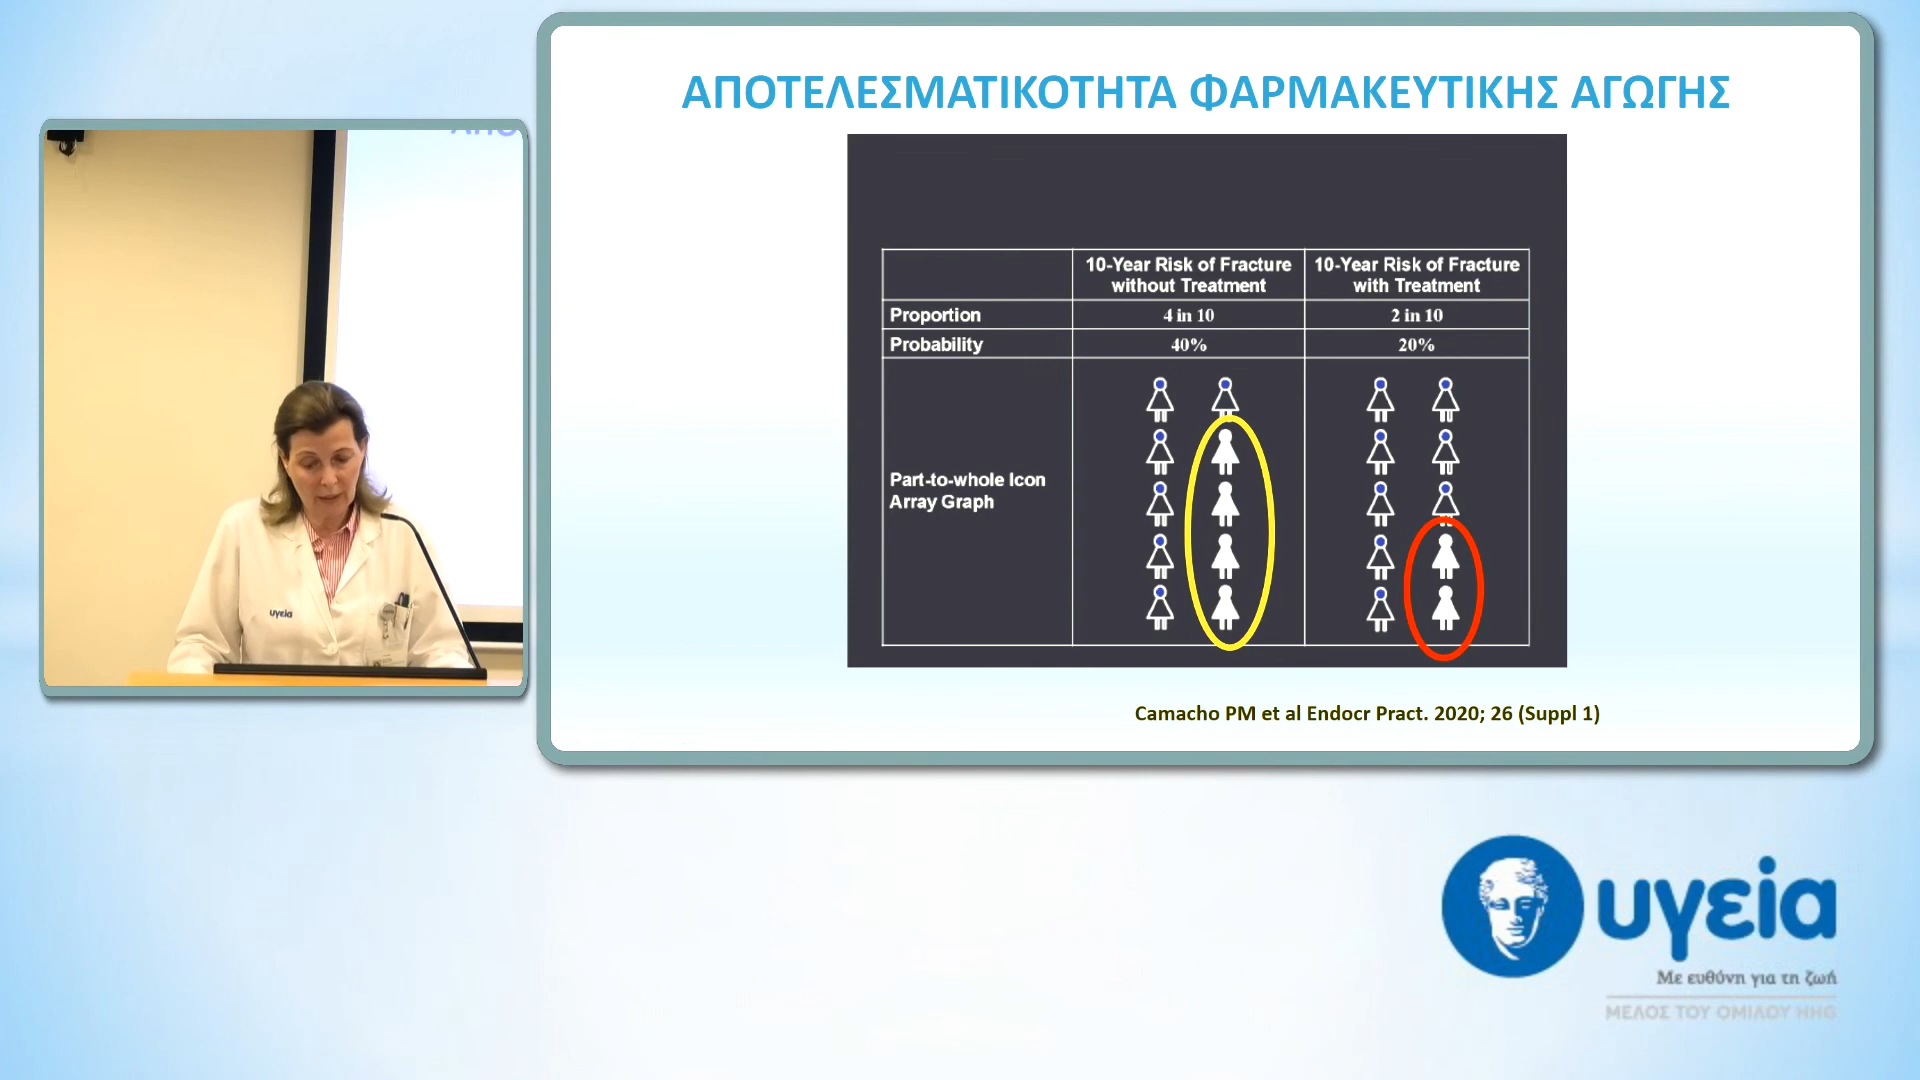 ΑΠΟΤΕΛΕΣΜΑΤΙΚΟΤΗΤΑ ΦΑΡΜΑΚΕΥΤΙΚΗΣ ΑΓΩΓΗΣ
10-Year Risk of Fracture
without Treatment
10-Year Risk of Fracture
with Treatment
Proportion
4 in 10
2 in 10
Probability
40%
20%
Part-to-whole Icon
Array Graph
Camacho PM et al Endocr Pract. 2020; 26 (Suppl 1)
υγεία
υγεία
Με ευθύνη για τη ζωή
ΜΕΛΟΣ ΤΟΥ ΟΜΙΛΟΥ HHG